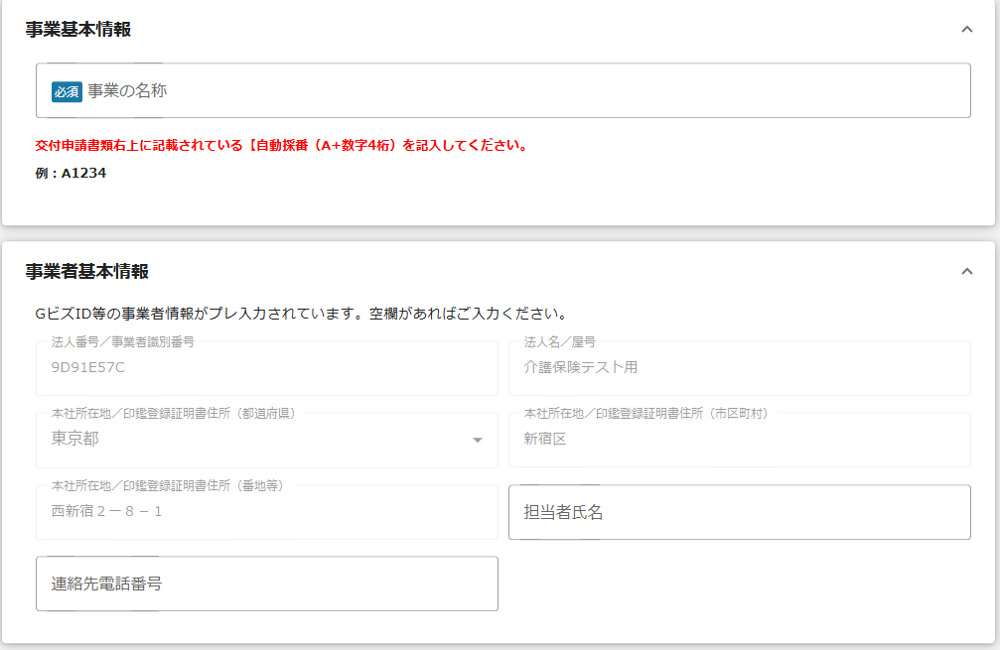 事業基本情報
必須 事業の名称
交付申請書類右上に記載されている【自動採番（A+数字4桁）を記入してください。
例：A1234
事業者基本情報
GビズID等の事業者情報がプレ入力されています。空欄があればご入力ください。
法人番号／事業者識別番号
9D91E57C
法人名／屋号
介護保険テスト用
本社所在地／印鑑登録証明書住所（都道府県）
東京都
本社所在地／印鑑登録証明書住所（市区町村）
新宿区
本社所在地／印鑑登録証明書住所（番地等）
西新宿２－８－１
担当者氏名
連絡先電話番号